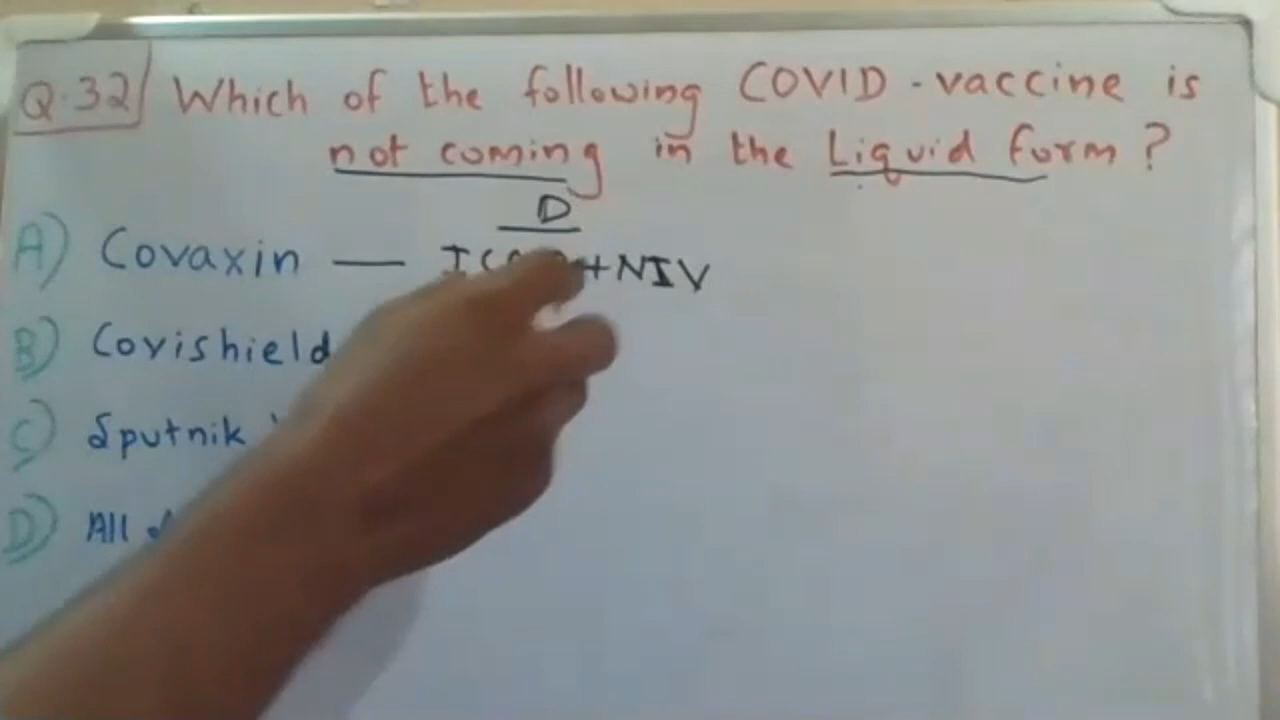 Q.32 Which of the following COVID-vaccine is
not coming in the Liquid form?
D
A) Covaxin — +NIV
B) Covishield
C) Sputnik
D) All